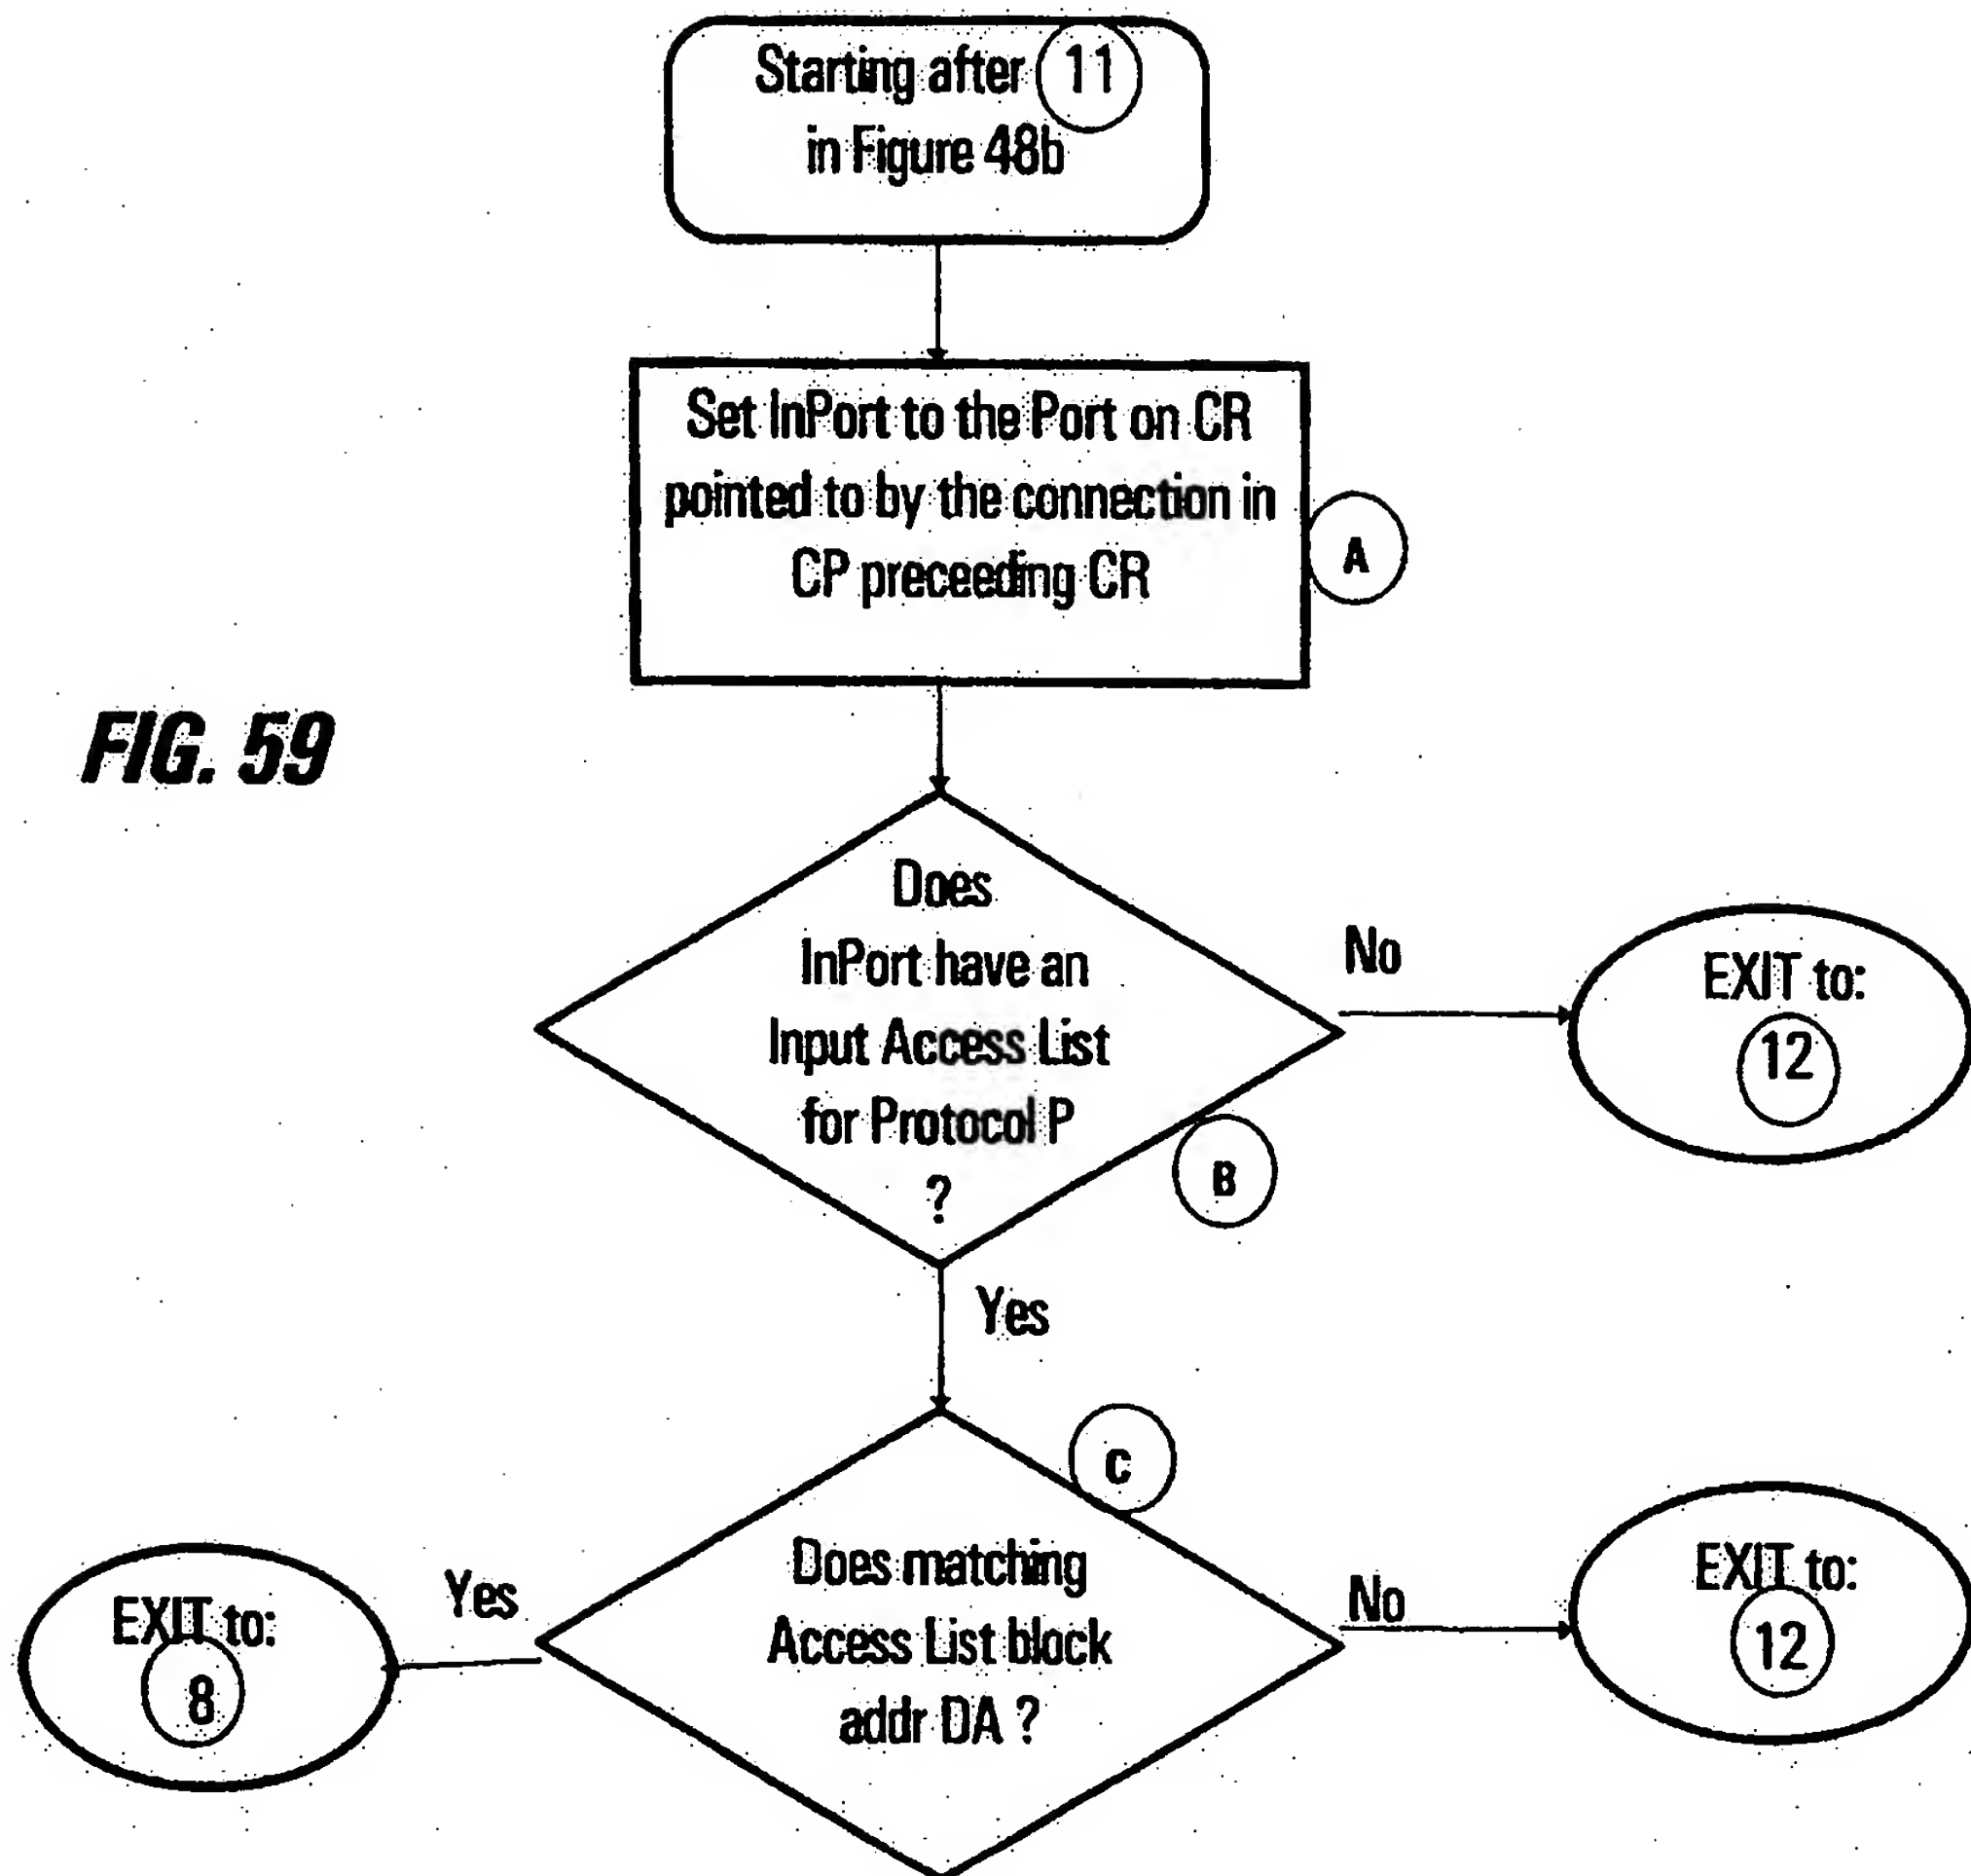 Starting after 11
in Figure 48b
Set InPort to the Port on CR
pointed to by the connection in
CP preceeding CR
A
FIG. 59
Does
InPort have an
Input Access List
for Protocol P
?
B
No
EXIT to:
12
Yes
C
Does matching
Access List block
addr DA ?
Yes
EXIT to:
8
No
EXIT to:
12